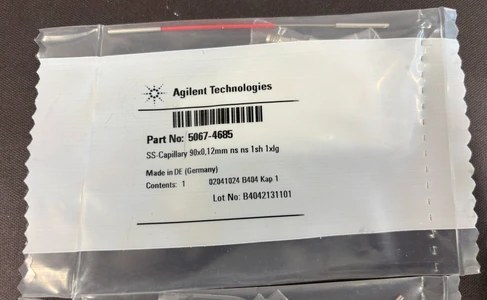 Agilent Technologies
Part No: 5067-4685
SS-Capillary 90x0,12mm ns ns 1sh 1xlg
Made in DE (Germany)
Contents: 1 02041024 B404 Kap 1
Lot No: B4042131101